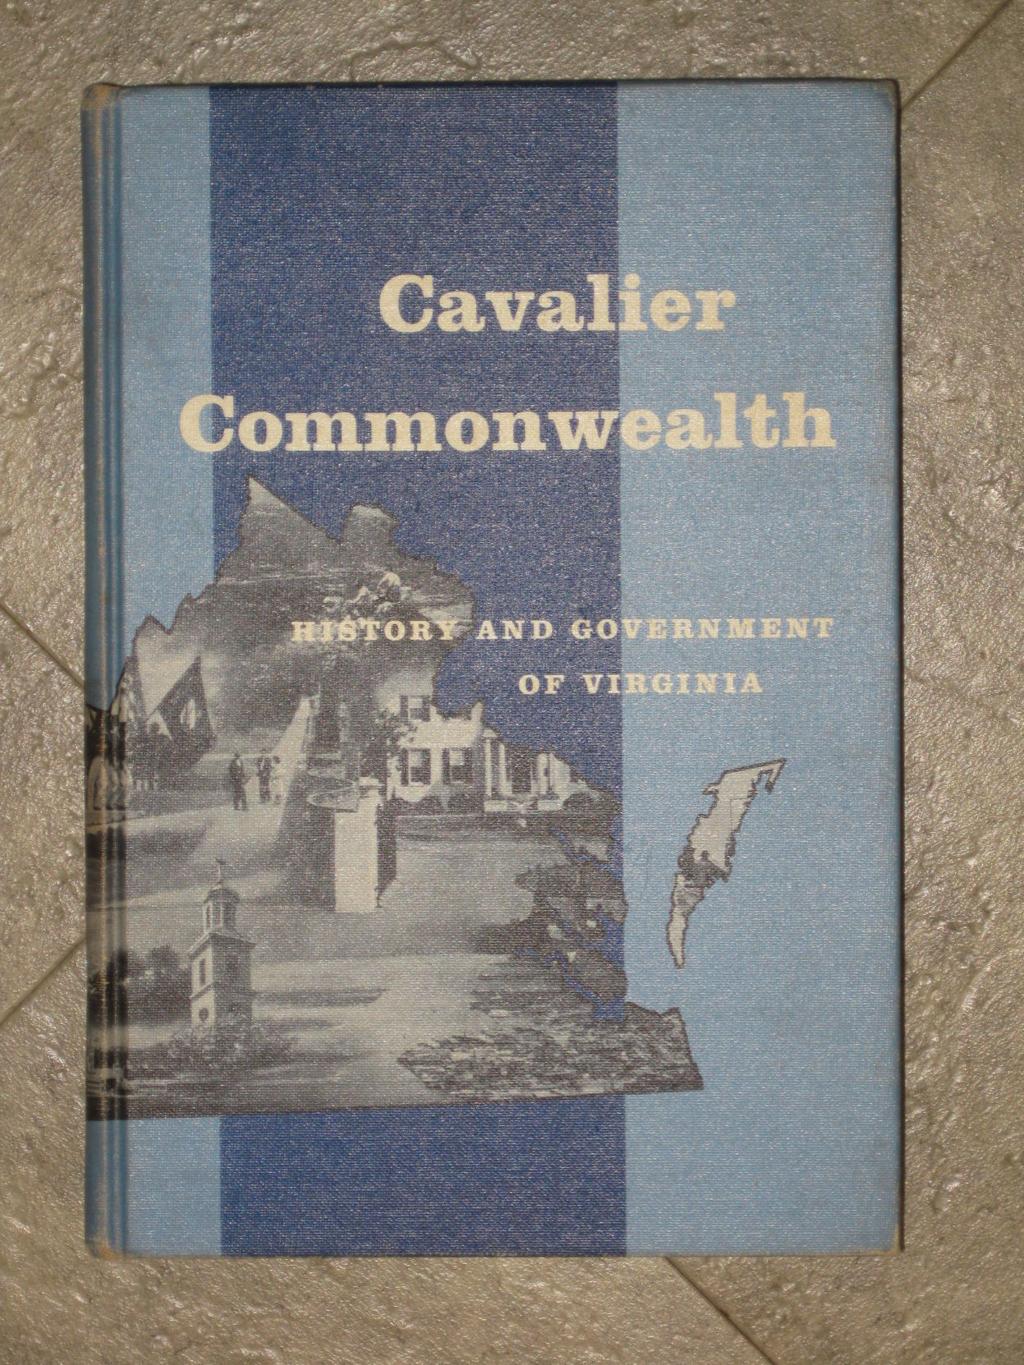 Cavalier
Commonwealth
HISTORY AND GOVERNMENT
OF VIRGINIA